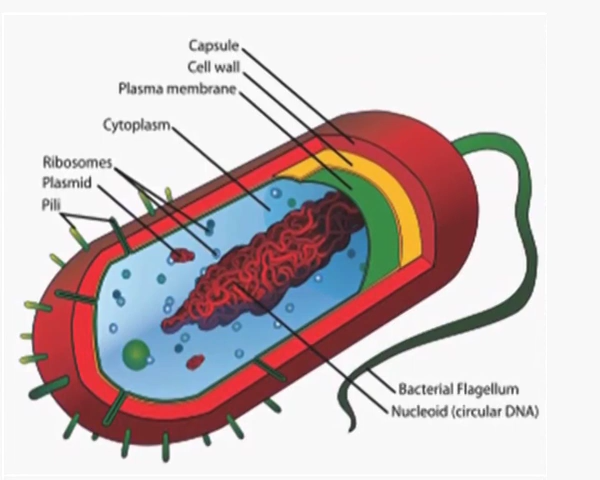 Capsule
Cell wall
Plasma membrane
Cytoplasm
Ribosomes
Plasmid
Pili
Bacterial Flagellum
Nucleoid (circular DNA)